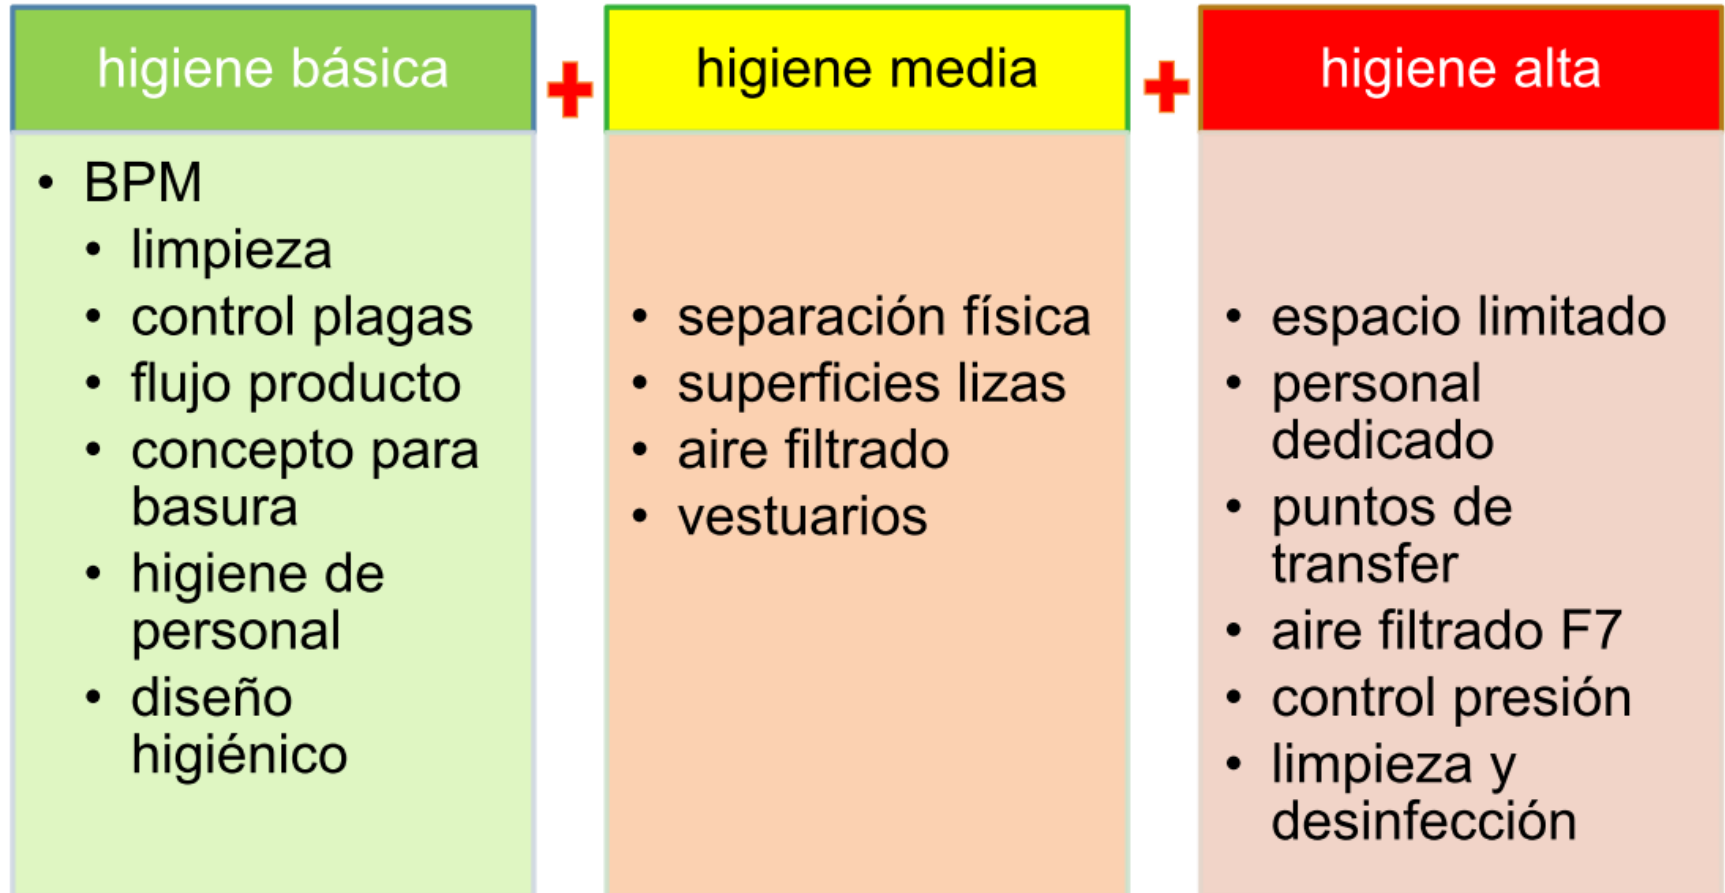 higiene básica
• BPM
• limpieza
• control plagas
• flujo producto
• concepto para
basura
• higiene de
personal
• diseño
higiénico
higiene media
• separación física
• superficies lizas
• aire filtrado
• vestuarios
higiene alta
• espacio limitado
• personal
dedicado
• puntos de
transfer
• aire filtrado F7
• control presión
• limpieza y
desinfección